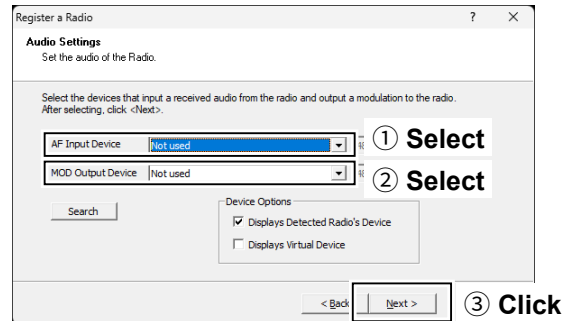 Register a Radio ? ×
Audio Settings
Set the audio of the Radio.
Select the devices that input a received audio from the radio and output a modulation to the radio.
After selecting, click <Next>.
AF Input Device Not used ① Select
MOD Output Device Not used ② Select
Search
Device Options
Displays Detected Radio's Device
Displays Virtual Device
< Back Next > ③ Click